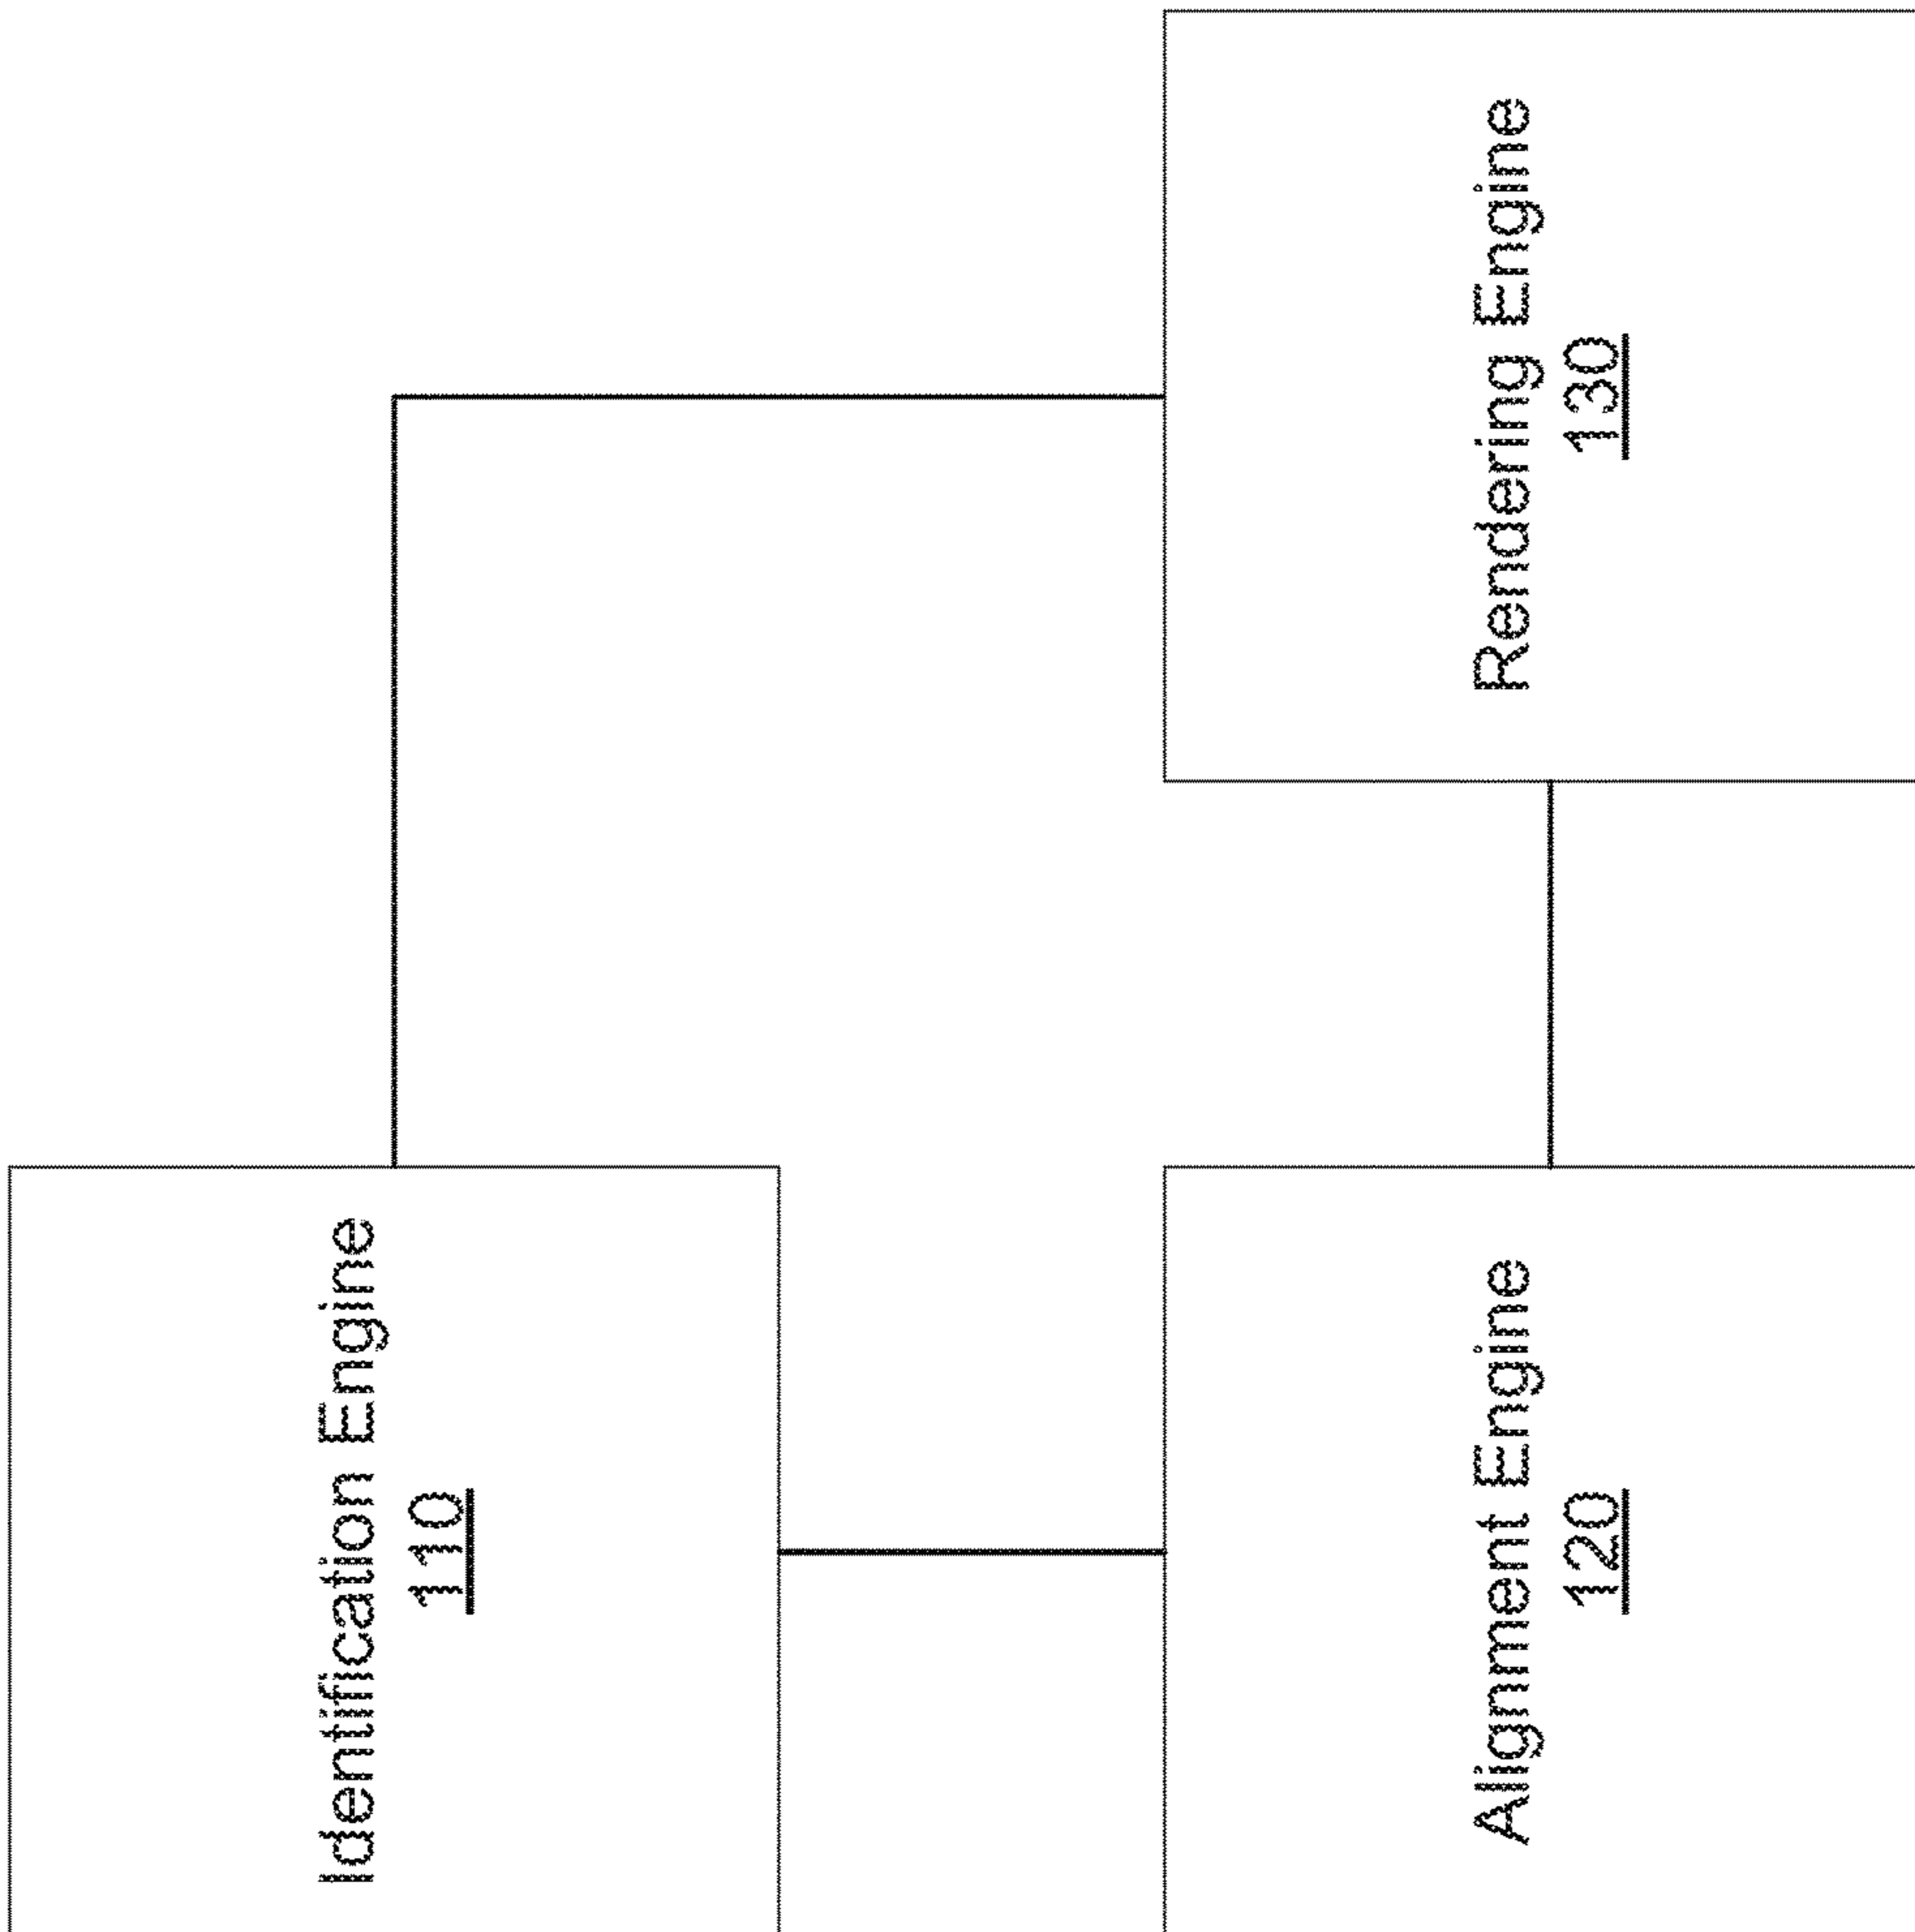 Identification Engine
110
Alignment Engine
120
Rendering Engine
130